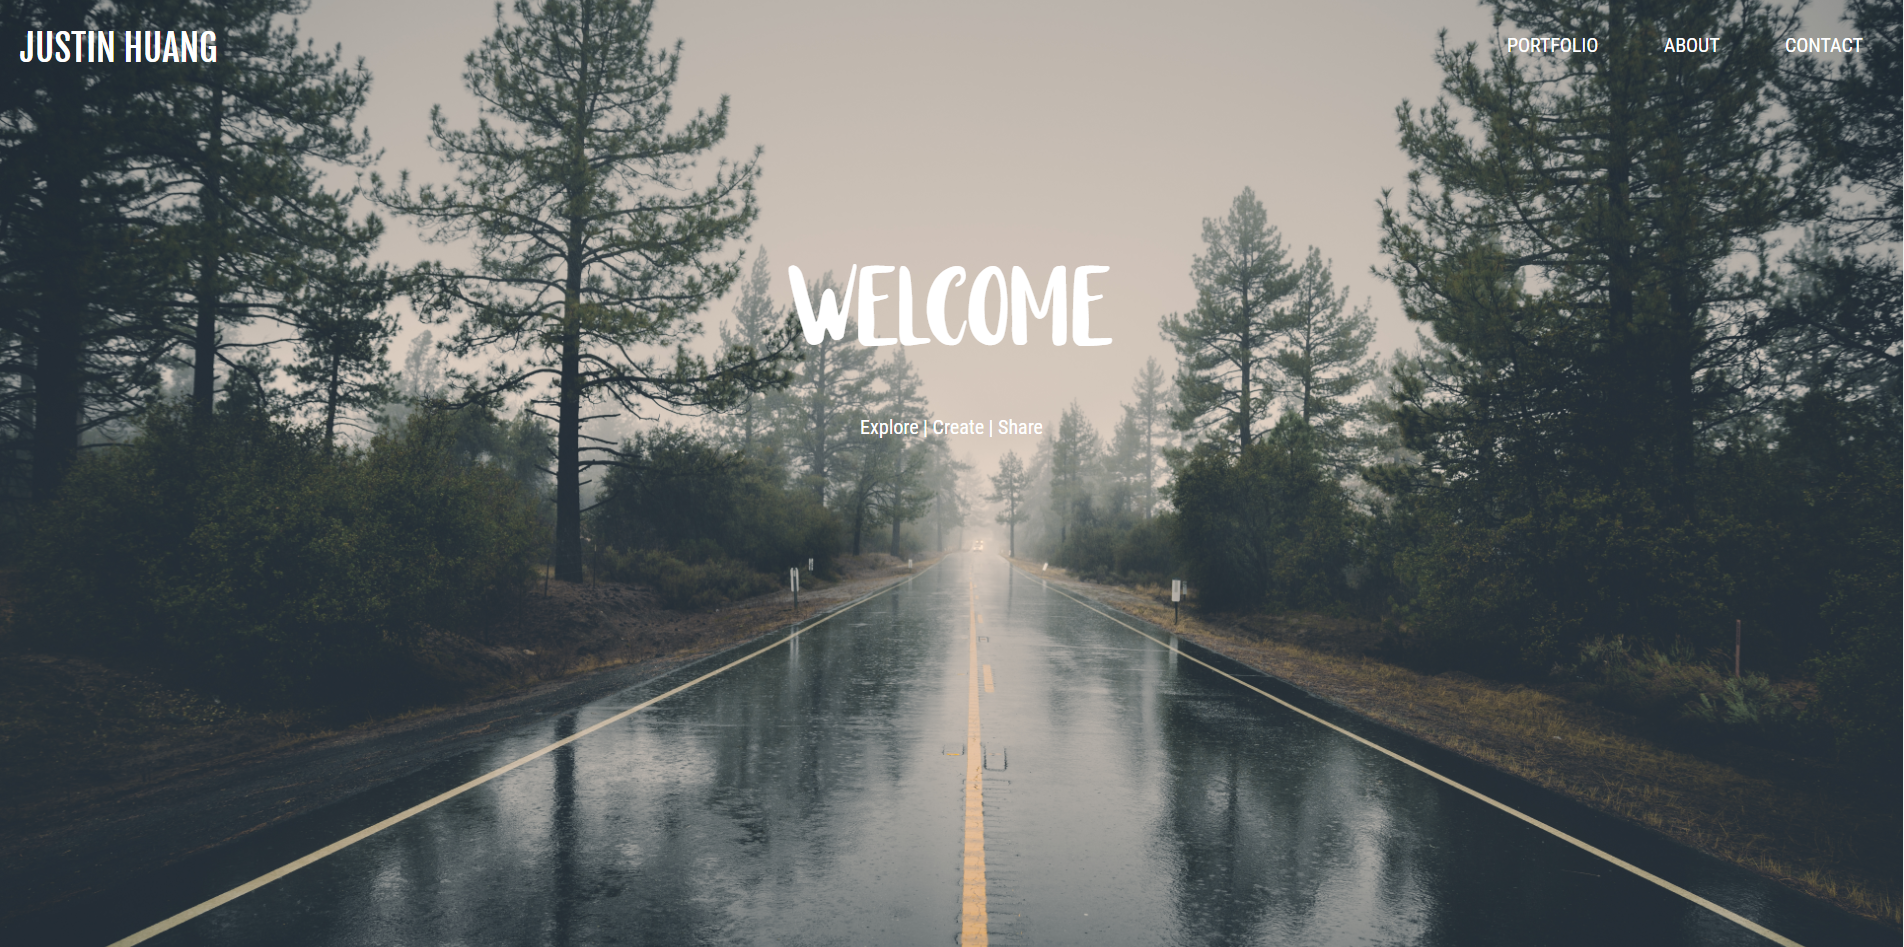 JUSTIN HUANG
PORTFOLIO ABOUT CONTACT
WELCOME
Explore | Create | Share